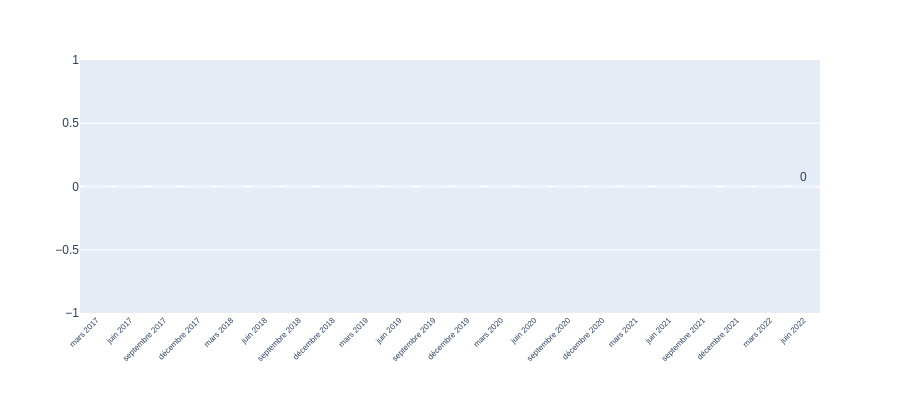 1
0.5
0
−0.5
−1
0
mars 2017
juin 2017
septembre 2017
décembre 2017
mars 2018
juin 2018
septembre 2018
décembre 2018
mars 2019
juin 2019
septembre 2019
décembre 2019
mars 2020
juin 2020
septembre 2020
décembre 2020
mars 2021
juin 2021
septembre 2021
décembre 2021
mars 2022
juin 2022